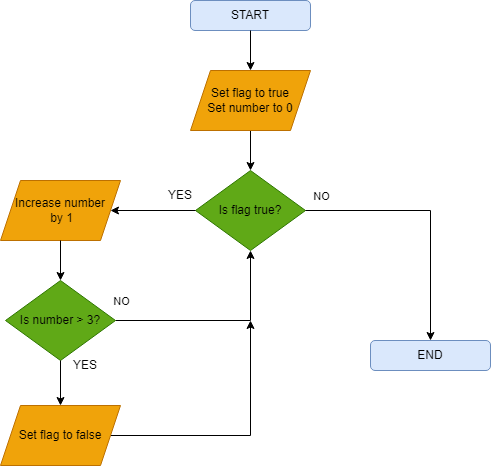 START
Set flag to true
Set number to 0
YES
Is flag true?
NO
Increase number
by 1
Is number > 3?
NO
END
YES
Set flag to false